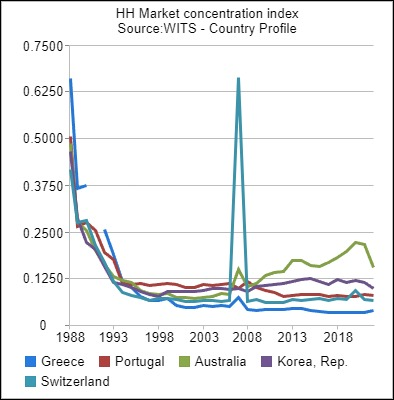 HH Market concentration index
Source:WITS - Country Profile
0.7500
0.6250
0.5000
0.3750
0.2500
0.1250
0
1988 1993 1998 2003 2008 2013 2018
Greece Portugal Australia Korea, Rep.
Switzerland